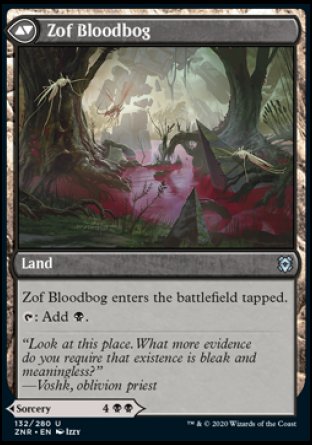 Zof Bloodbog
Land
Zof Bloodbog enters the battlefield tapped.
: Add .
“Look at this place. What more evidence
do you require that existence is bleak and
meaningless?”
—Voshk, oblivion priest
Sorcery 4
132/280 U
ZNR • EN Izzy
™ & © 2020 Wizards of the Coast